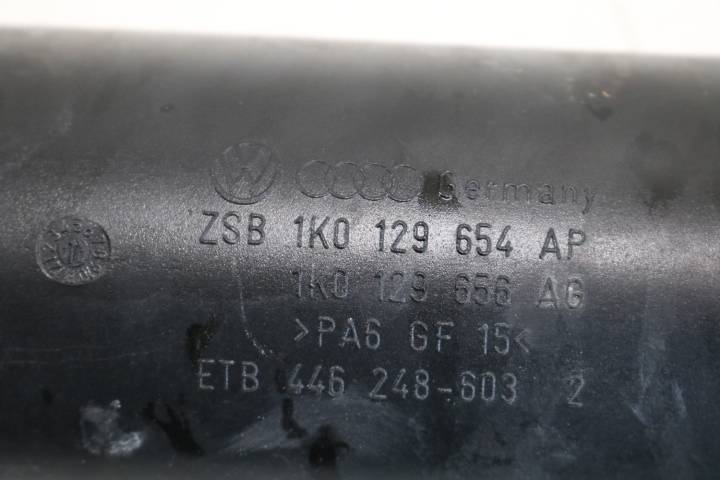 Germany
ZSB 1K0 129 654 AP
1K0 129 656 AG
>PA6 GF 15<
ETB 446 248-603 2